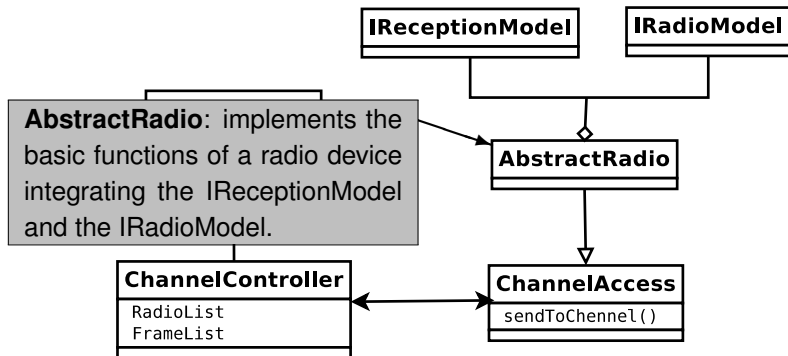 IReceptionModel
IRadioModel
AbstractRadio: implements the
basic functions of a radio device
integrating the IReceptionModel
and the IRadioModel.
AbstractRadio
ChannelController
RadioList
FrameList
ChannelAccess
sendToChennel()